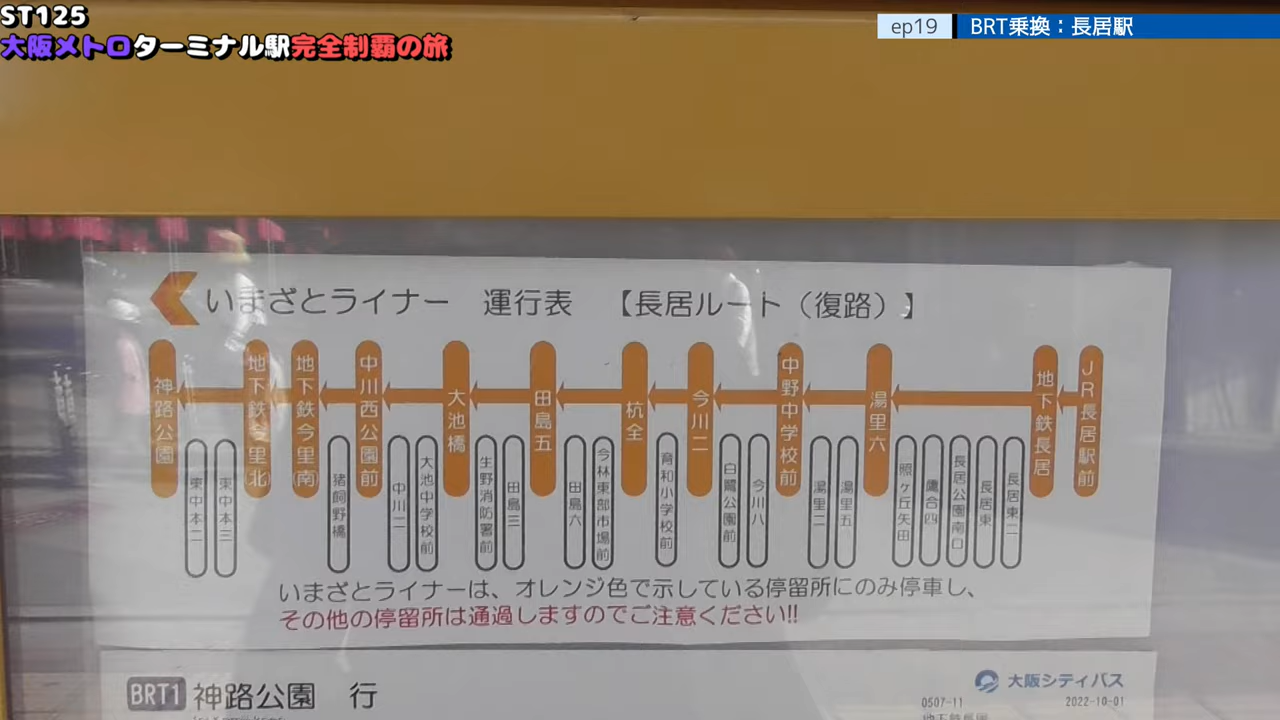 ST125
大阪メトロターミナル駅完全制覇の旅
ep19 BRT乗換：長居駅
いまざとライナー 運行表 【長居ルート（復路）】
神路公園
東中本二
東中本三
地下鉄今里(北)
地下鉄今里(南)
猪飼野橋
中川西公園前
中川二
大池中学校前
大池橋
生野消防署前
田島三
田島五
田島六
今林東部市場前
杭全
育和小学校前
今川二
白鷺公園前
今川八
中野中学校前
湯里二
湯里五
湯里六
照ヶ丘矢田
鷹合四
長居公園南口
長居東
長居東二
地下鉄長居
JR長居駅前
いまざとライナーは、オレンジ色で示している停留所にのみ停車し、
その他の停留所は通過しますのでご注意ください!!
BRT1 神路公園 行
大阪シティバス
0507-11 2022-10-01
地下鉄長居